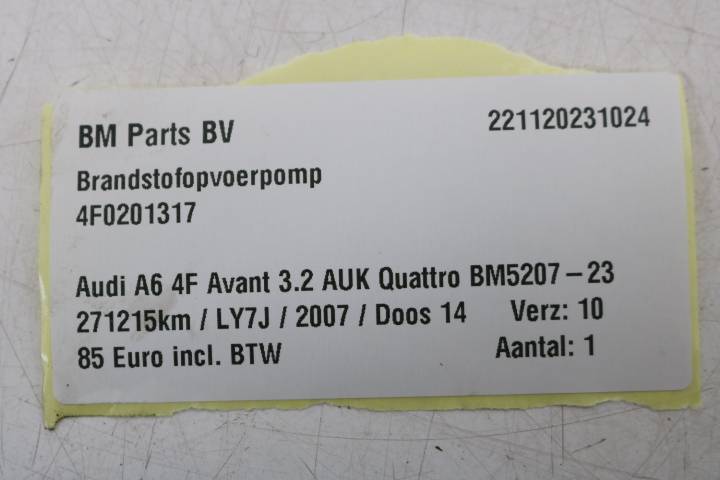 BM Parts BV 221120231024
Brandstofopvoerpomp
4F0201317
Audi A6 4F Avant 3.2 AUK Quattro BM5207-23
271215km / LY7J / 2007 / Doos 14 Verz: 10
85 Euro incl. BTW Aantal: 1